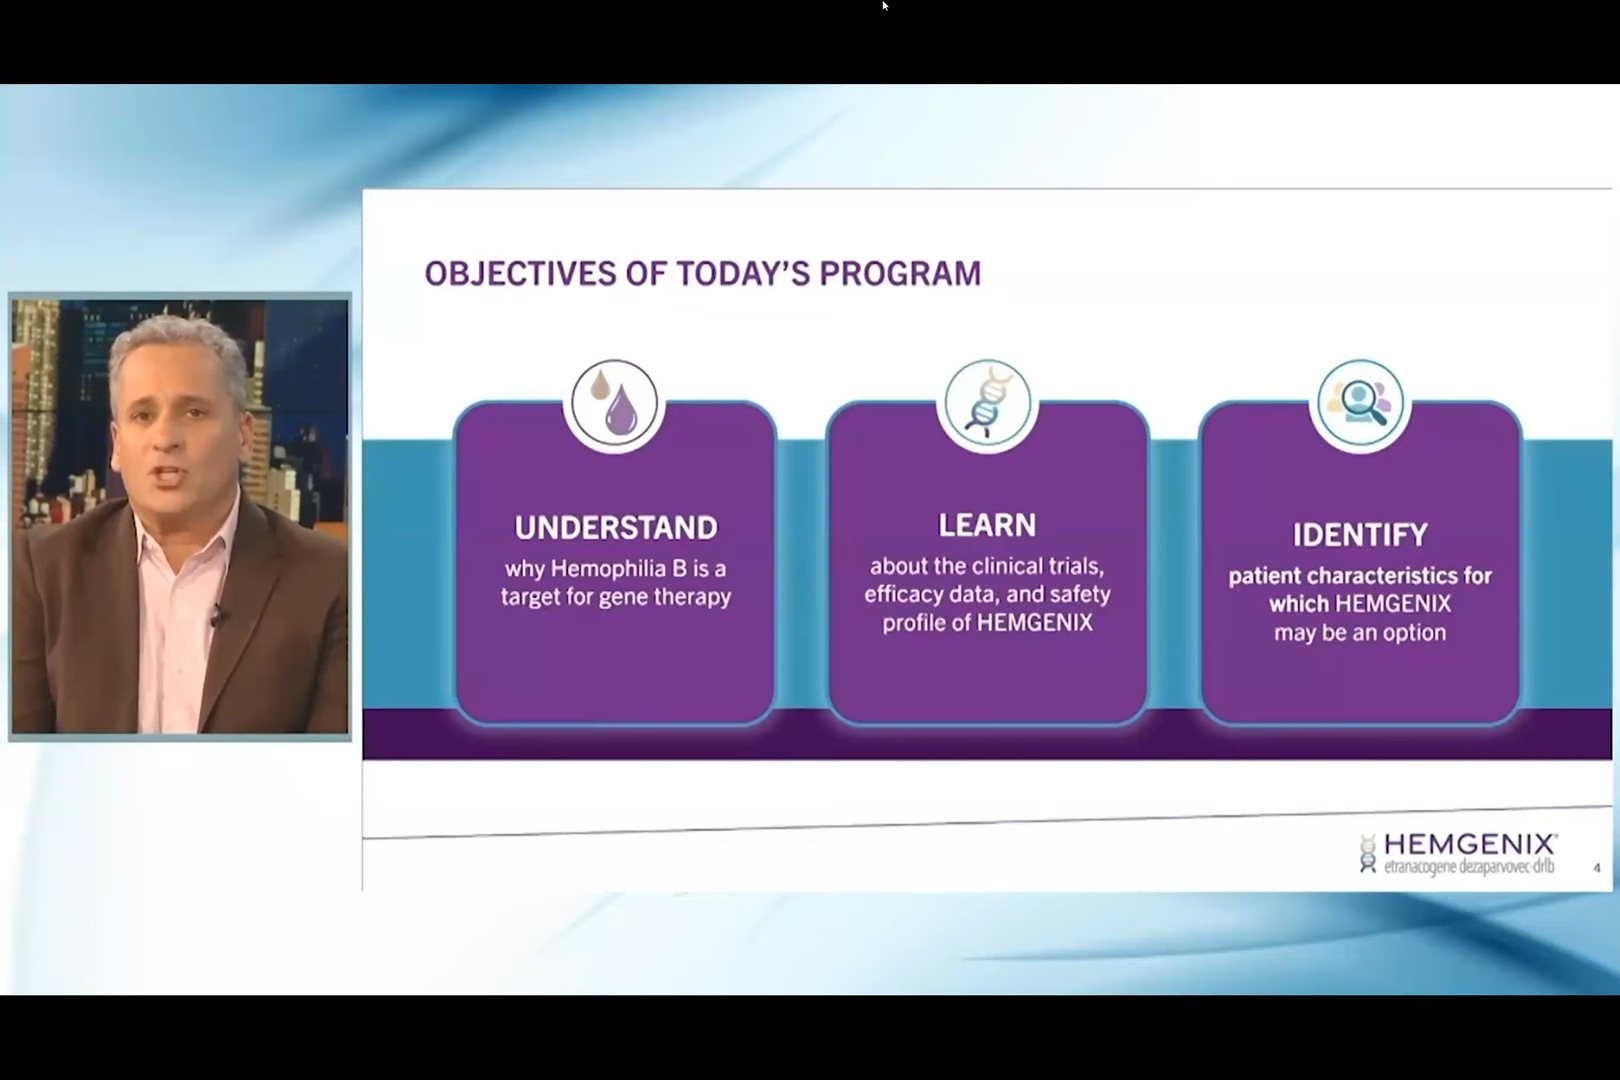 OBJECTIVES OF TODAY'S PROGRAM
UNDERSTAND
why Hemophilia B is a
target for gene therapy
LEARN
about the clinical trials,
efficacy data, and safety
profile of HEMGENIX
IDENTIFY
patient characteristics for
which HEMGENIX
may be an option
HEMGENIX®
etranacogene dezaparvovec-drlb
4